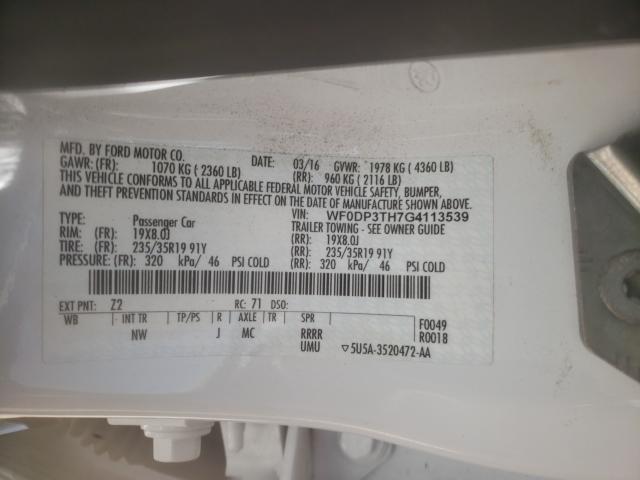 MFD. BY FORD MOTOR CO.
DATE: 03/16 GVWR: 1978 KG ( 4360 LB)
GAWR: (FR): 1070 KG ( 2360 LB) (RR): 960 KG ( 2116 LB)
THIS VEHICLE CONFORMS TO ALL APPLICABLE FEDERAL MOTOR VEHICLE SAFETY, BUMPER,
AND THEFT PREVENTION STANDARDS IN EFFECT ON THE DATE OF MANUFACTURE SHOWN ABOVE.
VIN: WF0DP3TH7G4113539
TYPE: Passenger Car TRAILER TOWING - SEE OWNER GUIDE
RIM: (FR) 19X8.0J (RR) : 19X8.0J
TIRE: (FR) 235/35R19 91Y (RR) : 235/35R19 91Y
PRESSURE: (FR) 320 kPa/ 46 PSI COLD (RR) : 320 kPa/ 46 PSI COLD
EXT PNT: Z2 RC: 71 DSO:
WB INT TR TP/PS R AXLE TR SPR F0049
NW J MC RRRR R0018
UMU ▽5U5A-3520472-AA